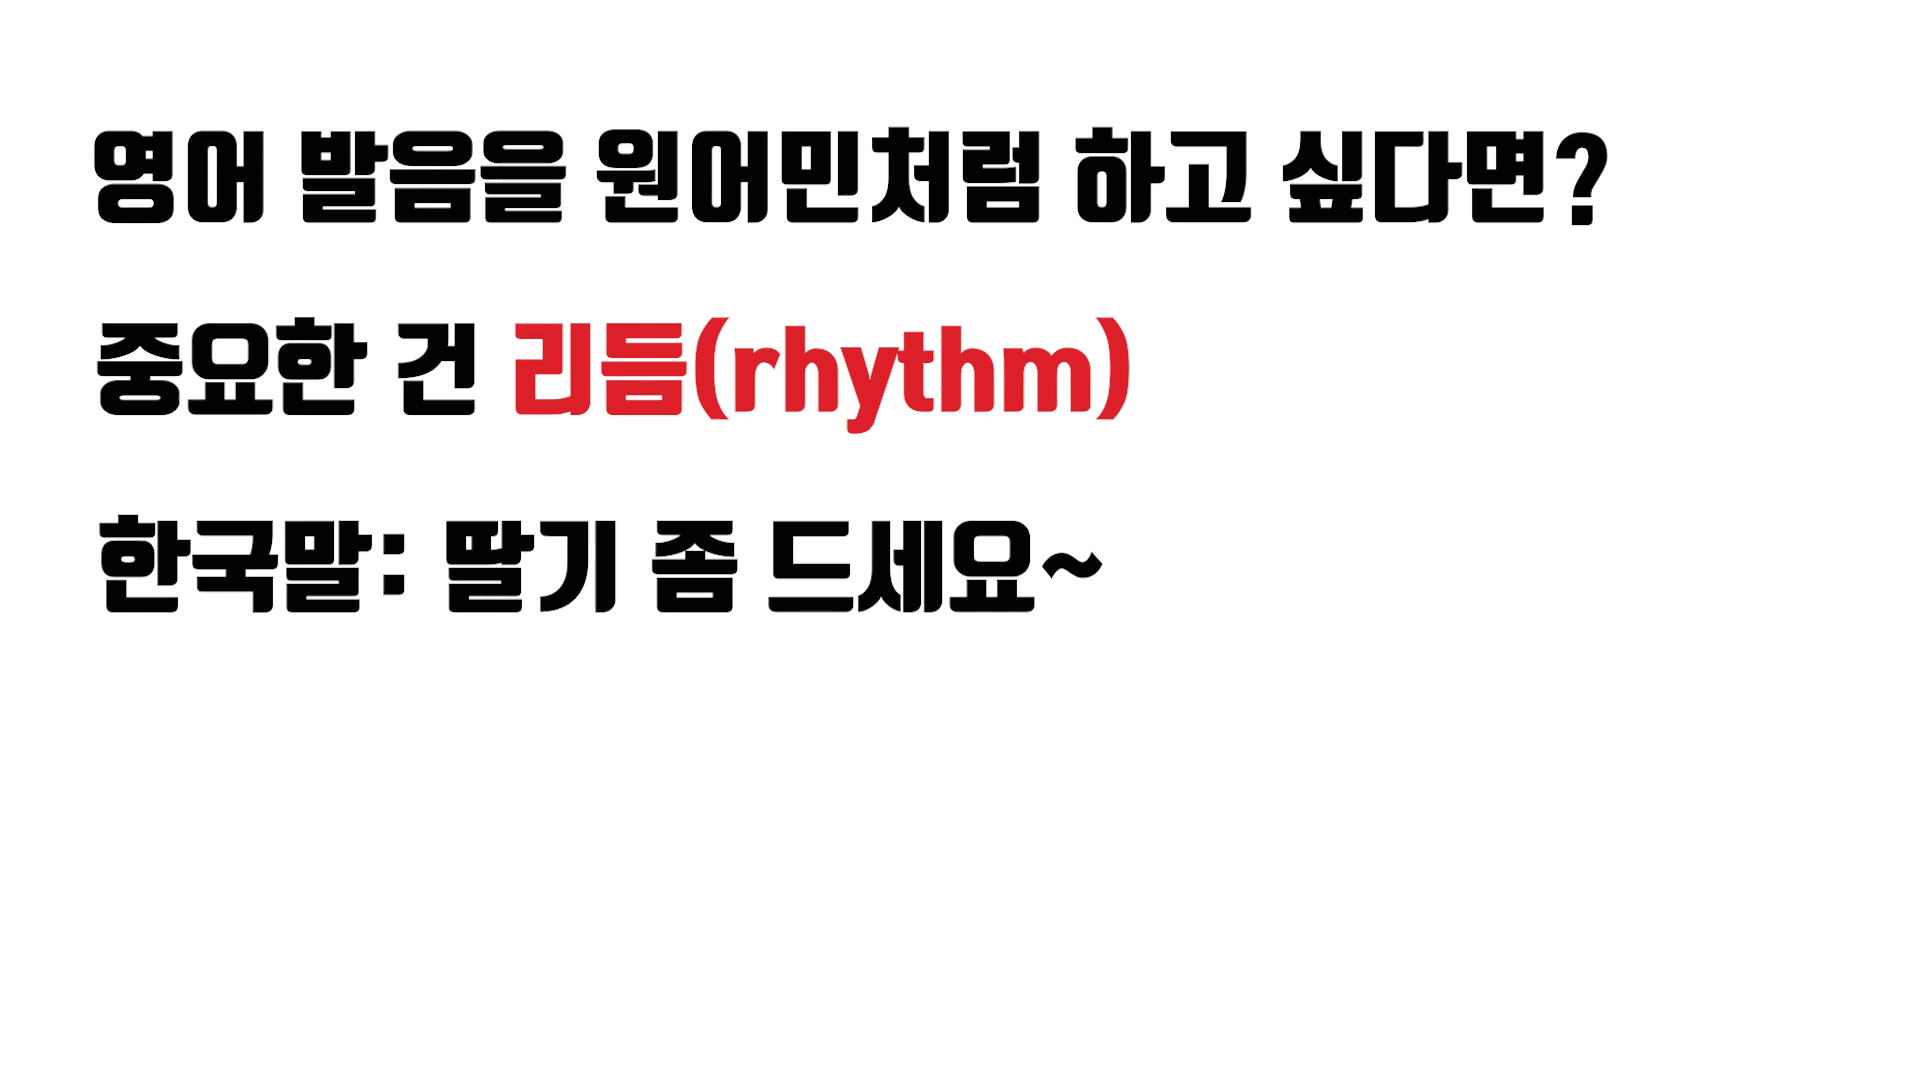 영어 발음을 원어민처럼 하고 싶다면?
중요한 건 리듬(rhythm)
한국말: 딸기 좀 드세요~